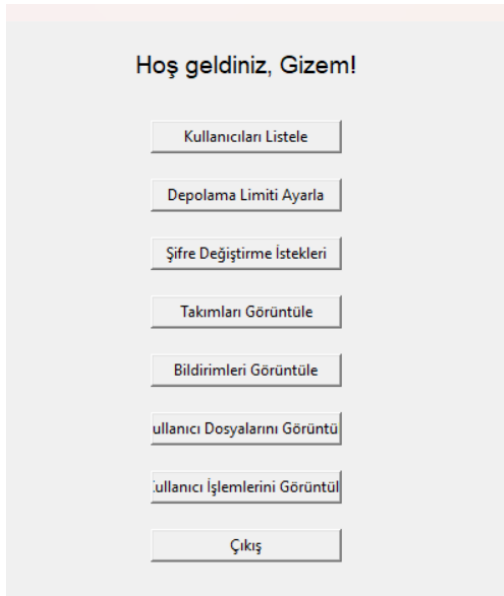 Hoş geldiniz, Gizem!
Kullanıcıları Listele
Depolama Limiti Ayarla
Şifre Değiştirme İstekleri
Takımları Görüntüle
Bildirimleri Görüntüle
ullanıcı Dosyalarını Görüntü
ullanıcı İşlemlerini Görüntül
Çıkış